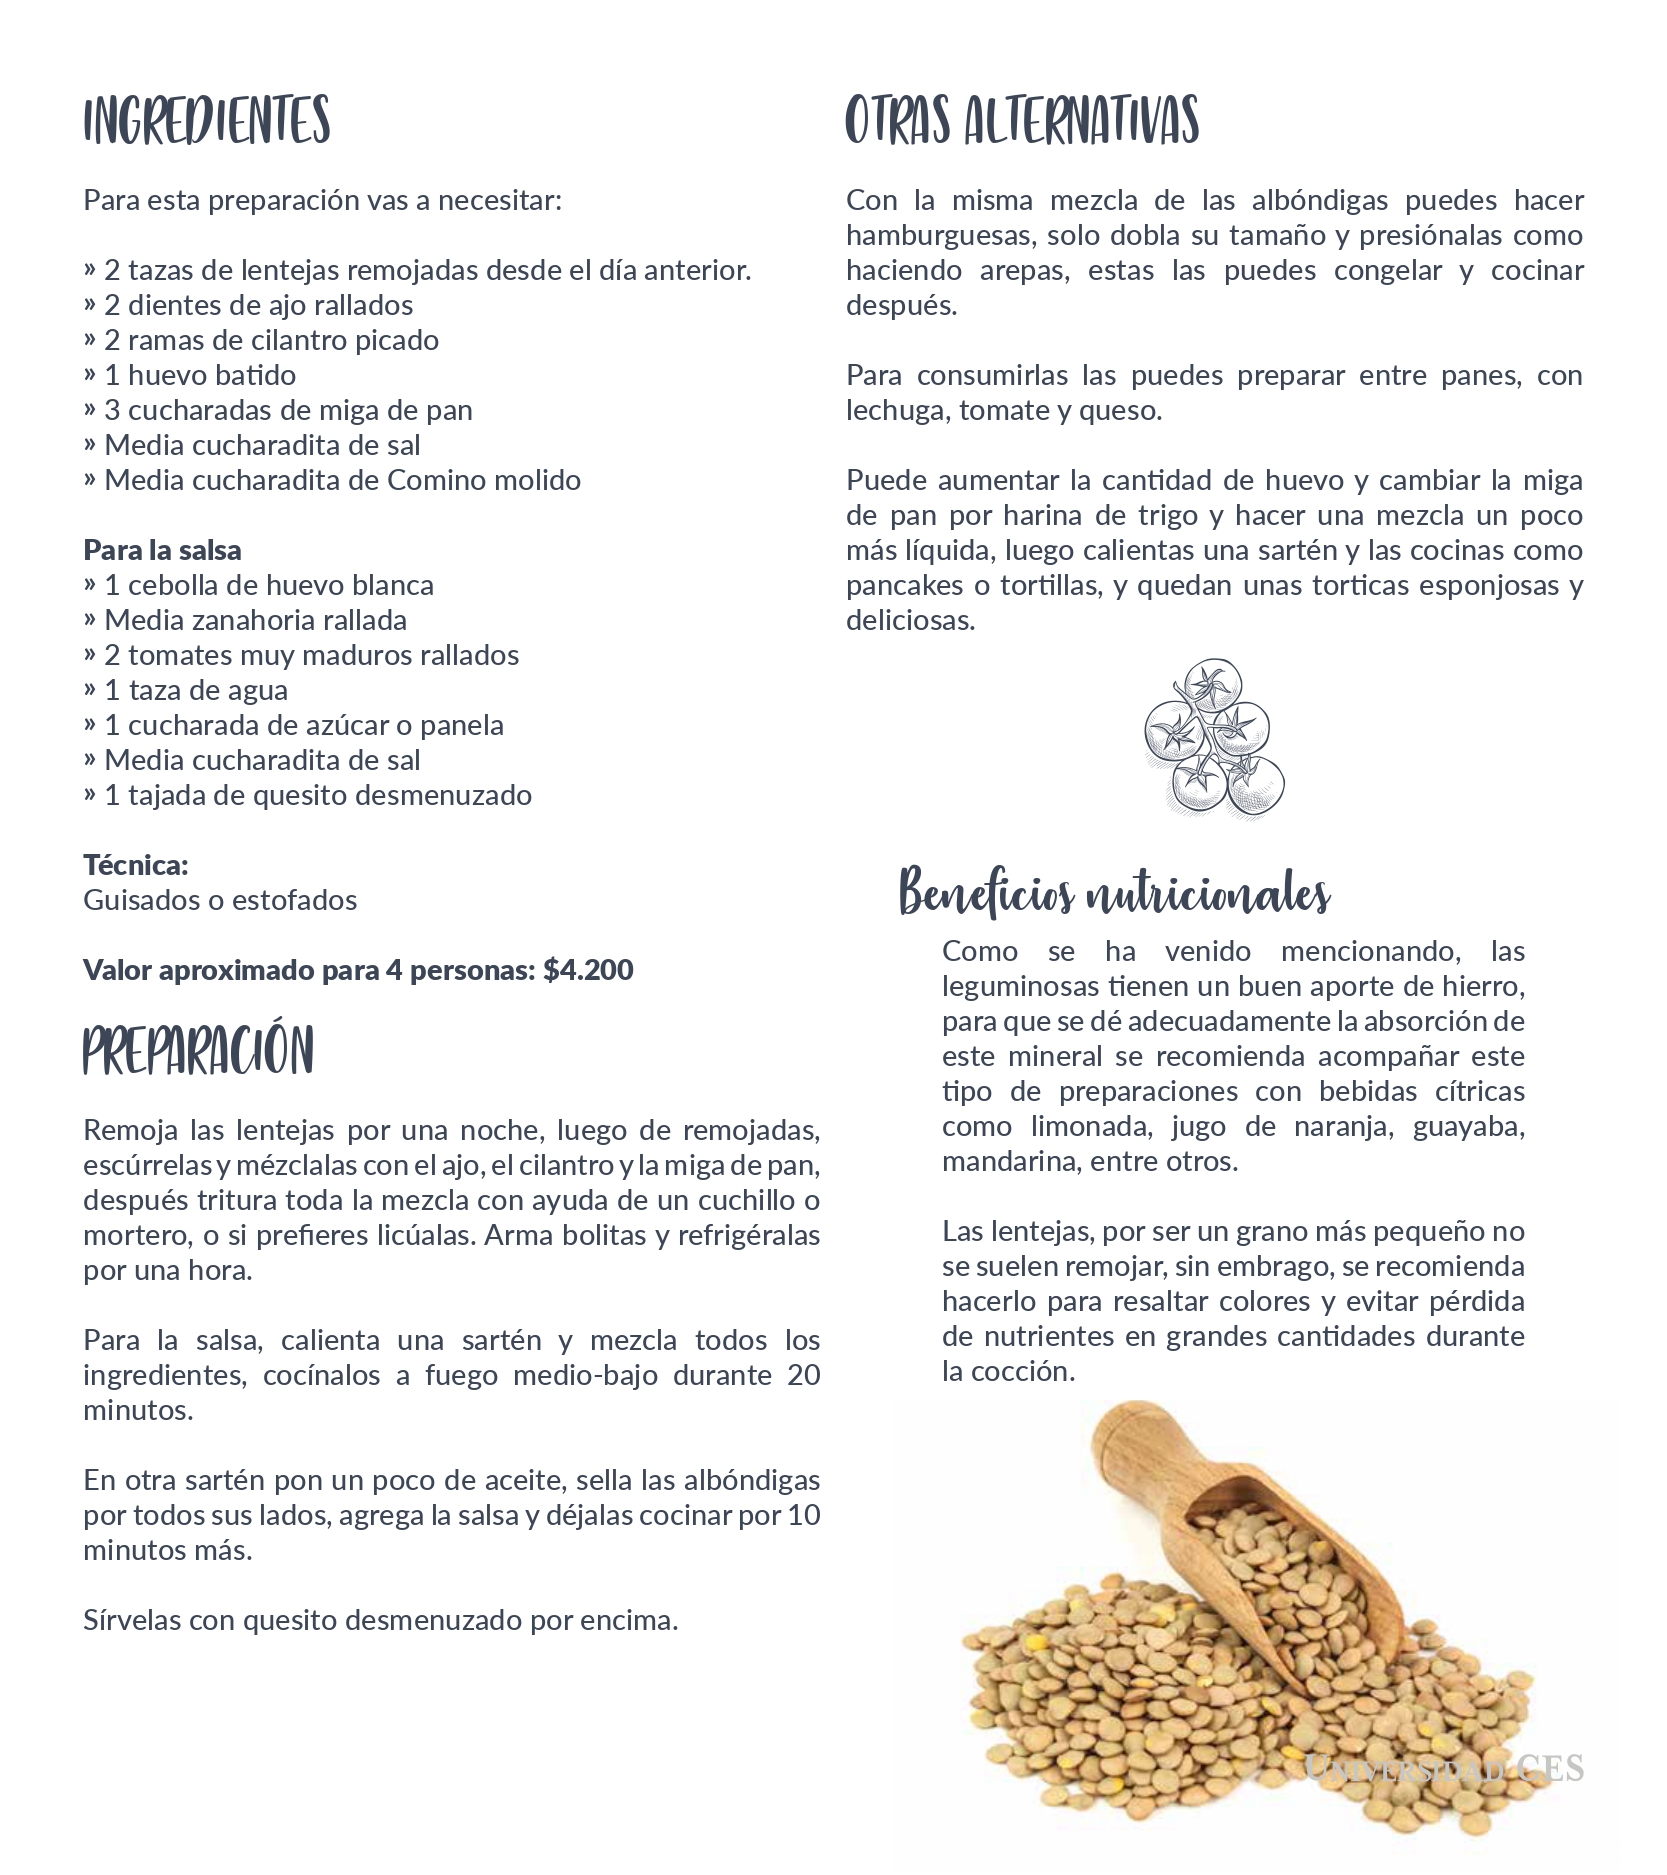 INGREDIENTES
Para esta preparación vas a necesitar:
» 2 tazas de lentejas remojadas desde el día anterior.
» 2 dientes de ajo rallados
» 2 ramas de cilantro picado
» 1 huevo batido
» 3 cucharadas de miga de pan
» Media cucharadita de sal
» Media cucharadita de Comino molido
Para la salsa
» 1 cebolla de huevo blanca
» Media zanahoria rallada
» 2 tomates muy maduros rallados
» 1 taza de agua
» 1 cucharada de azúcar o panela
» Media cucharadita de sal
» 1 tajada de quesito desmenuzado
Técnica:
Guisados o estofados
Valor aproximado para 4 personas: $4.200
PREPARACIÓN
Remoja las lentejas por una noche, luego de remojadas,
escúrrelas y mézclalas con el ajo, el cilantro y la miga de pan,
después tritura toda la mezcla con ayuda de un cuchillo o
mortero, o si prefieres licúalas. Arma bolitas y refrigéralas
por una hora.
Para la salsa, calienta una sartén y mezcla todos los
ingredientes, cocínalos a fuego medio-bajo durante 20
minutos.
En otra sartén pon un poco de aceite, sella las albóndigas
por todos sus lados, agrega la salsa y déjalas cocinar por 10
minutos más.
Sírvelas con quesito desmenuzado por encima.
OTRAS ALTERNATIVAS
Con la misma mezcla de las albóndigas puedes hacer
hamburguesas, solo dobla su tamaño y presiónalas como
haciendo arepas, estas las puedes congelar y cocinar
después.
Para consumirlas las puedes preparar entre panes, con
lechuga, tomate y queso.
Puede aumentar la cantidad de huevo y cambiar la miga
de pan por harina de trigo y hacer una mezcla un poco
más líquida, luego calientas una sartén y las cocinas como
pancakes o tortillas, y quedan unas torticas esponjosas y
deliciosas.
Beneficios nutricionales
Como se ha venido mencionando, las
leguminosas tienen un buen aporte de hierro,
para que se dé adecuadamente la absorción de
este mineral se recomienda acompañar este
tipo de preparaciones con bebidas cítricas
como limonada, jugo de naranja, guayaba,
mandarina, entre otros.
Las lentejas, por ser un grano más pequeño no
se suelen remojar, sin embrago, se recomienda
hacerlo para resaltar colores y evitar pérdida
de nutrientes en grandes cantidades durante
la cocción.
UNIVERSIDAD CES